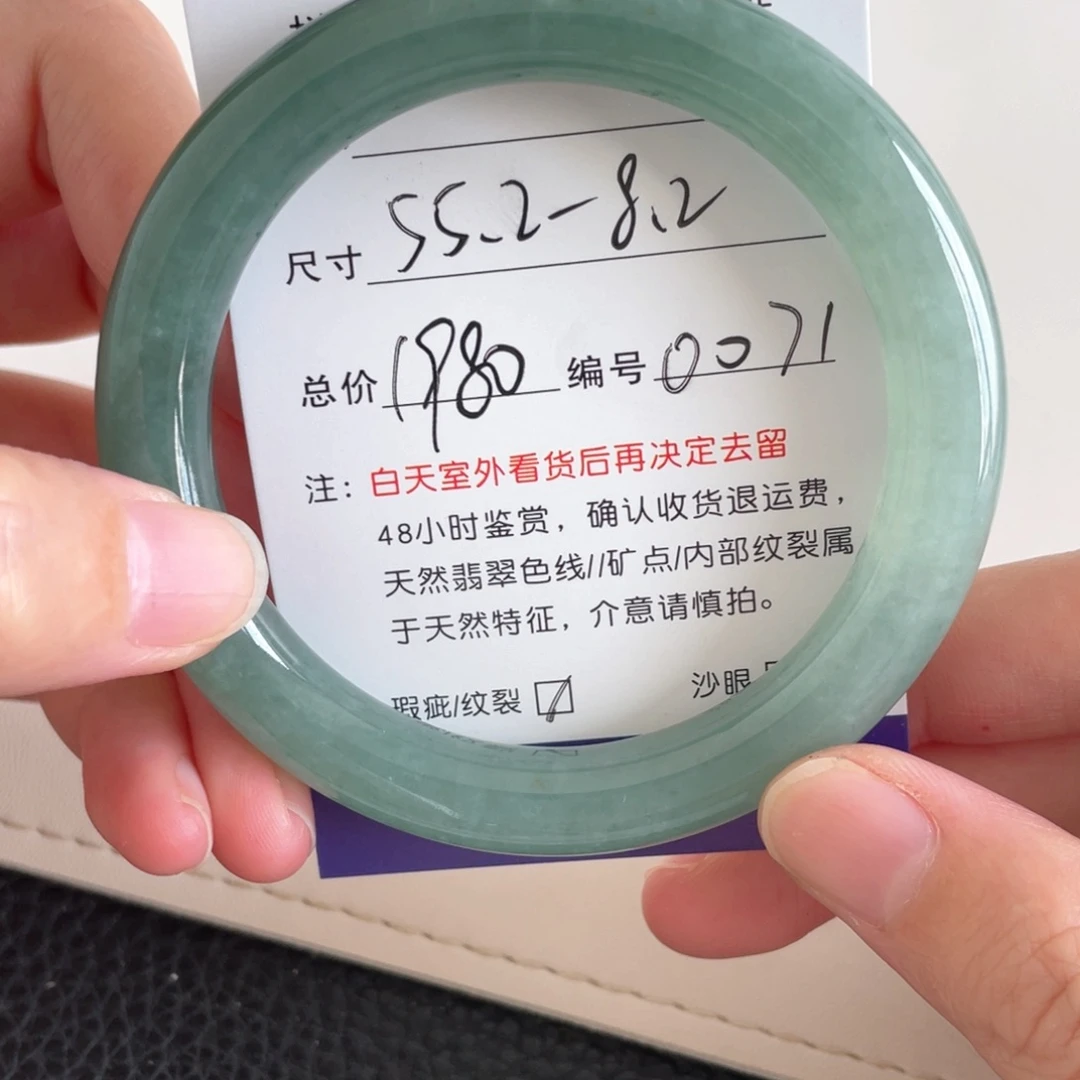 尺寸 55.2-8.2
总价 1980 编号 0071
注：白天室外看货后再决定去留
48小时鉴赏，确认收货退运费，
天然翡翠色线//矿点/内部纹裂属
于天然特征，介意请慎拍。
瑕疵/纹裂 沙眼